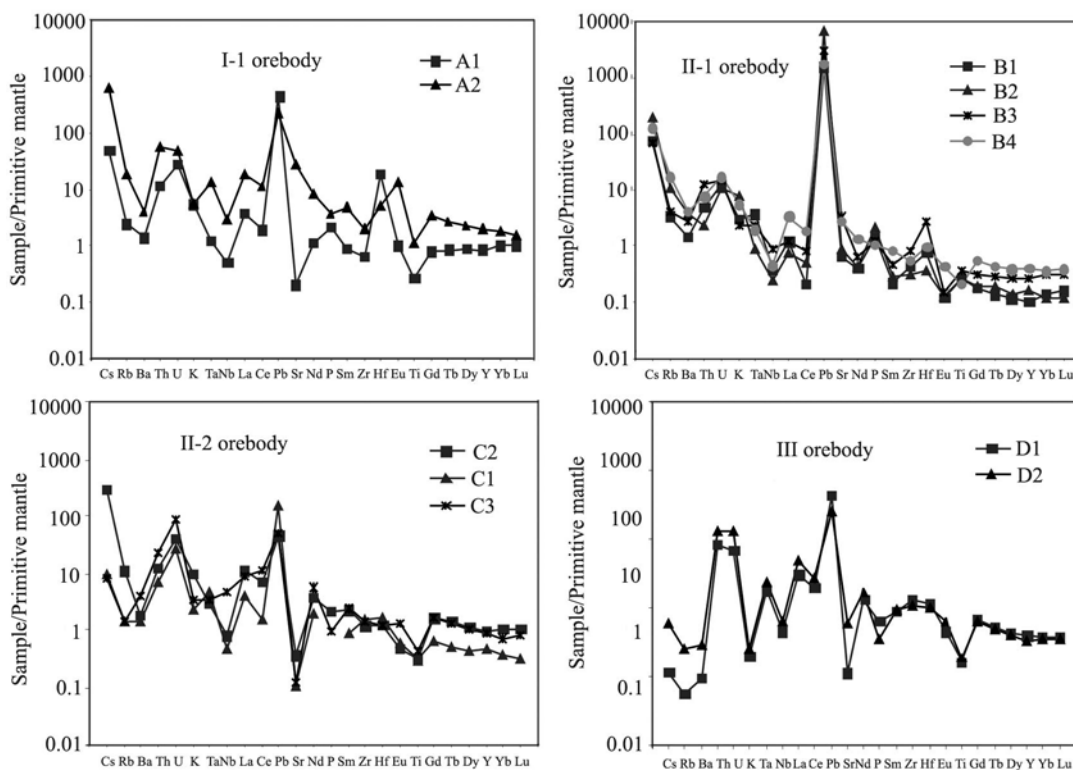 I-1 orebody
A1
A2
Sample/Primitive mantle
10000
1000
100
10
1
0.1
0.01
Cs Rb Ba Th U K Ta Nb La Ce Pb Sr Nd P Sm Zr Hf Eu Ti Gd Tb Dy Y Yb Lu
II-1 orebody
B1
B2
B3
B4
Sample/Primitive mantle
10000
1000
100
10
1
0.1
0.01
Cs Rb Ba Th U K Ta Nb La Ce Pb Sr Nd P Sm Zr Hf Eu Ti Gd Tb Dy Y Yb Lu
II-2 orebody
C2
C1
C3
Sample/Primitive mantle
10000
1000
100
10
1
0.1
0.01
Cs Rb Ba Th U K Ta Nb La Ce Pb Sr Nd P Sm Zr Hf Eu Ti Gd Tb Dy Y Yb Lu
III orebody
D1
D2
Sample/Primitive mantle
10000
1000
100
10
1
0.1
0.01
Cs Rb Ba Th U K Ta Nb La Ce Pb Sr Nd P Sm Zr Hf Eu Ti Gd Tb Dy Y Yb Lu